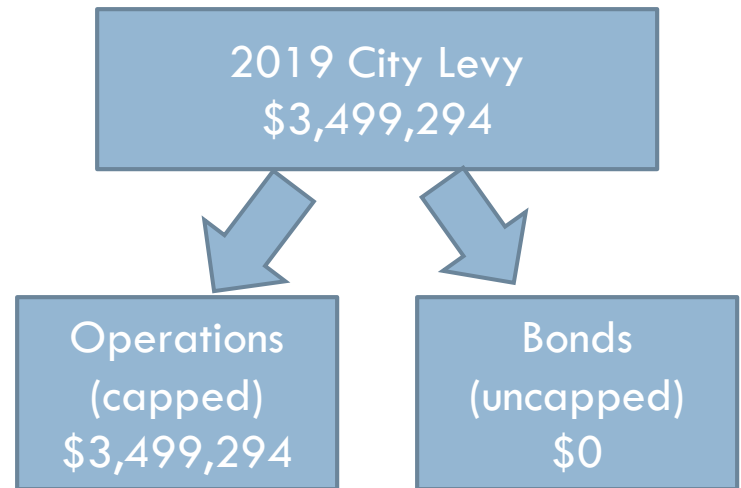 2019 City Levy
$3,499,294
Operations
(capped)
$3,499,294
Bonds
(uncapped)
$0